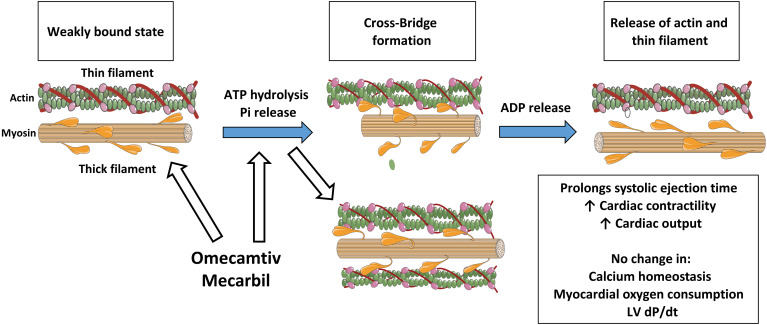 Weakly bound state
Cross-Bridge
formation
Release of actin and
thin filament
Thin filament
Actin
Myosin
Thick filament
ATP hydrolysis
Pi release
ADP release
Omecamtiv
Mecarbil
Prolongs systolic ejection time
↑ Cardiac contractility
↑ Cardiac output
No change in:
Calcium homeostasis
Myocardial oxygen consumption
LV dP/dt